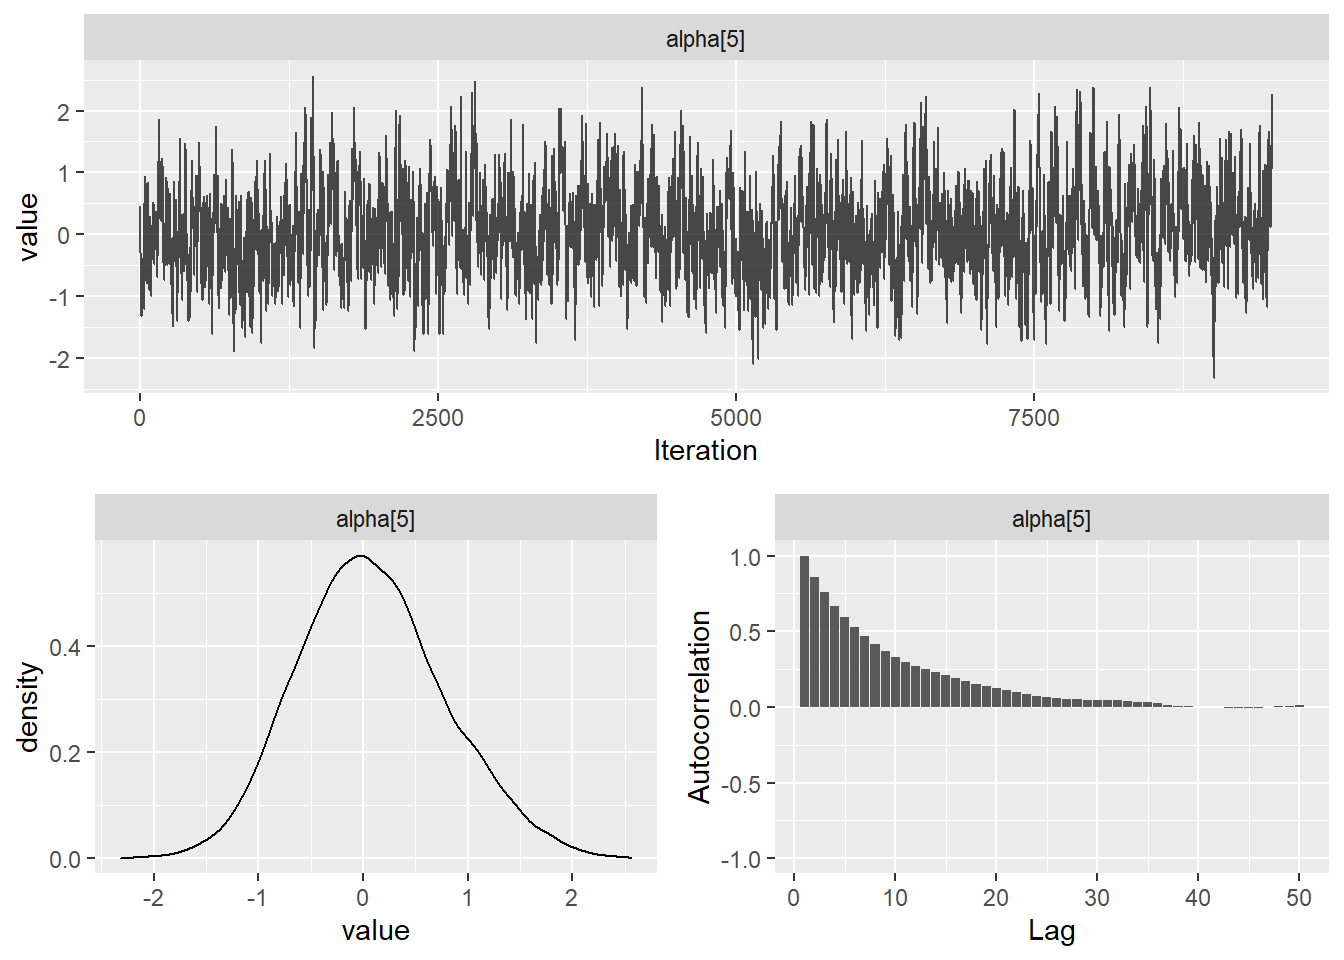 alpha[5]
2
1
0
-1
-2
value
0 2500 5000 7500
Iteration
alpha[5]
0.4
0.2
0.0
density
-2 -1 0 1 2
value
alpha[5]
1.0
0.5
0.0
-0.5
-1.0
Autocorrelation
0 10 20 30 40 50
Lag